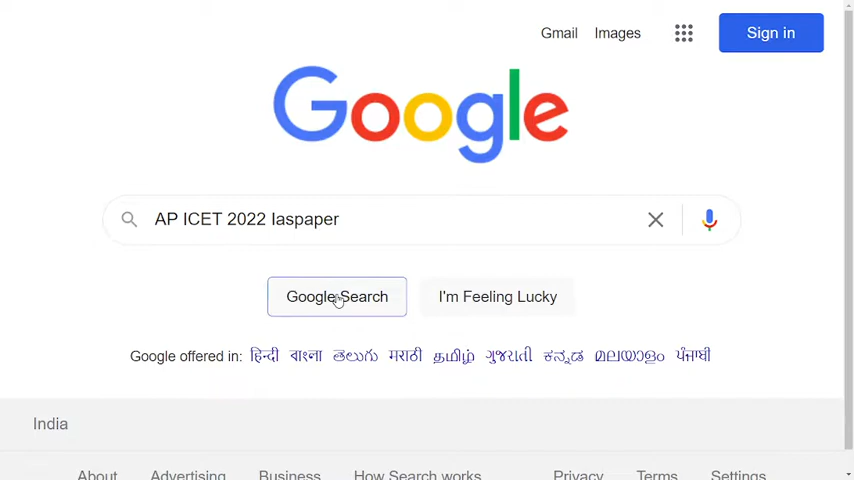 Gmail Images Sign in
Google
AP ICET 2022 Iaspaper
Google Search I'm Feeling Lucky
Google offered in: हिन्दी বাংলা తెలుగు मराठी தமிழ் ગુજરાતી ಕನ್ನಡ മലയാളം ਪੰਜਾਬੀ
India
About Advertising Business How Search works Privacy Terms Settings